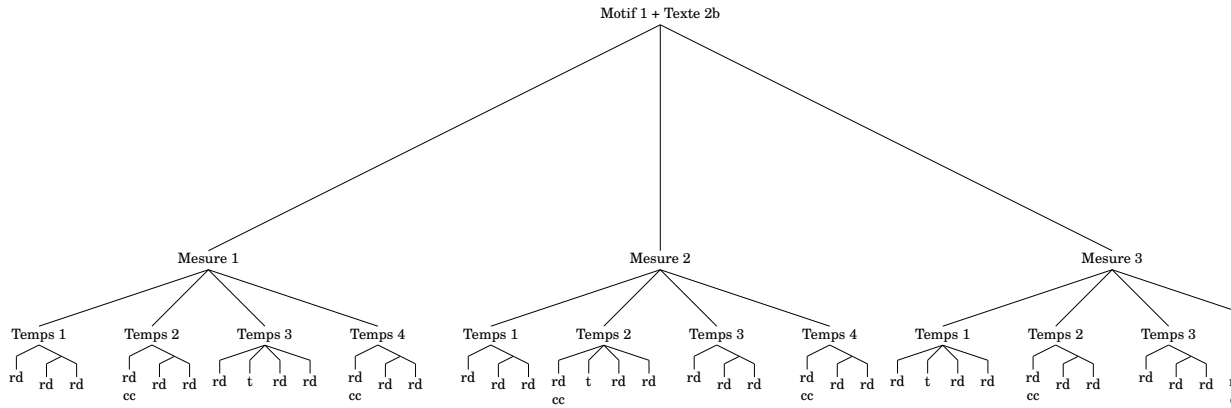 Motif 1 + Texte 2b
Mesure 1 Mesure 2 Mesure 3
Temps 1 Temps 2 Temps 3 Temps 4 Temps 1 Temps 2 Temps 3 Temps 4 Temps 1 Temps 2 Temps 3
rd rd rd rd rd rd rd t rd rd rd rd rd rd rd rd rd t rd rd rd rd rd rd rd rd rd t rd rd rd rd rd rd rd rd
cc cc cc cc cc